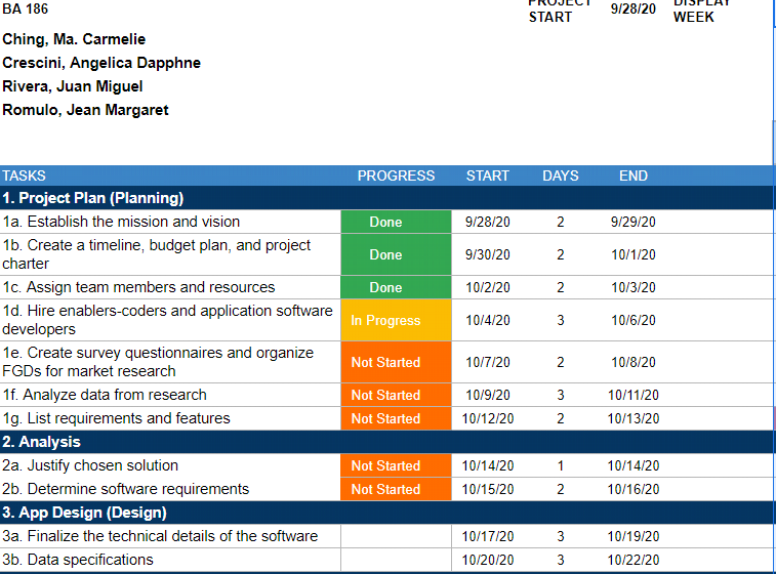 BA 186 PROJECT START 9/28/20 DISPLAY WEEK
Ching, Ma. Carmelie
Crescini, Angelica Dapphne
Rivera, Juan Miguel
Romulo, Jean Margaret
TASKS PROGRESS START DAYS END
1. Project Plan (Planning)
1a. Establish the mission and vision Done 9/28/20 2 9/29/20
1b. Create a timeline, budget plan, and project
charter Done 9/30/20 2 10/1/20
1c. Assign team members and resources Done 10/2/20 2 10/3/20
1d. Hire enablers-coders and application software
developers In Progress 10/4/20 3 10/6/20
1e. Create survey questionnaires and organize
FGDs for market research Not Started 10/7/20 2 10/8/20
1f. Analyze data from research Not Started 10/9/20 3 10/11/20
1g. List requirements and features Not Started 10/12/20 2 10/13/20
2. Analysis
2a. Justify chosen solution Not Started 10/14/20 1 10/14/20
2b. Determine software requirements Not Started 10/15/20 2 10/16/20
3. App Design (Design)
3a. Finalize the technical details of the software 10/17/20 3 10/19/20
3b. Data specifications 10/20/20 3 10/22/20